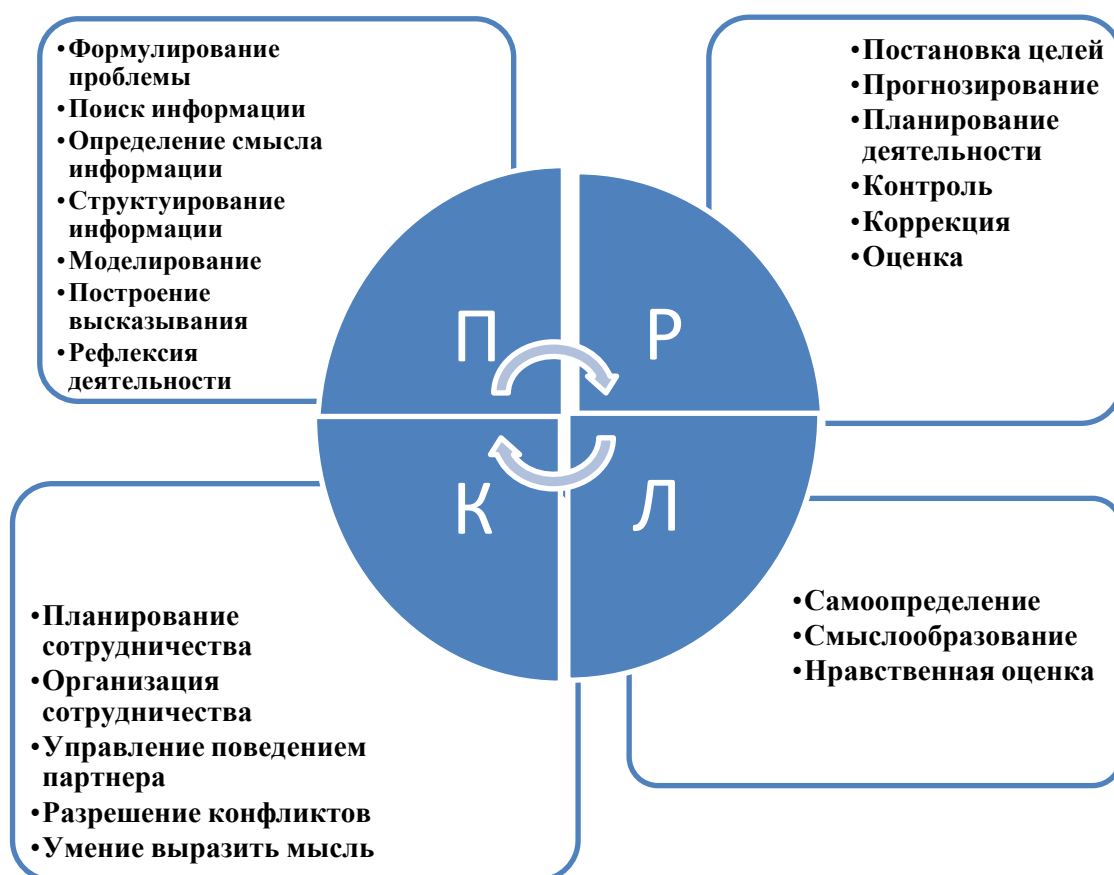 •Формулирование
проблемы
•Поиск информации
•Определение смысла
информации
•Структуирование
информации
•Моделирование
•Построение
высказывания
•Рефлексия
деятельности
•Постановка целей
•Прогнозирование
•Планирование
деятельности
•Контроль
•Коррекция
•Оценка
П
Р
К
Л
•Планирование
сотрудничества
•Организация
сотрудничества
•Управление поведением
партнера
•Разрешение конфликтов
•Умение выразить мысль
•Самоопределение
•Смыслообразование
•Нравственная оценка